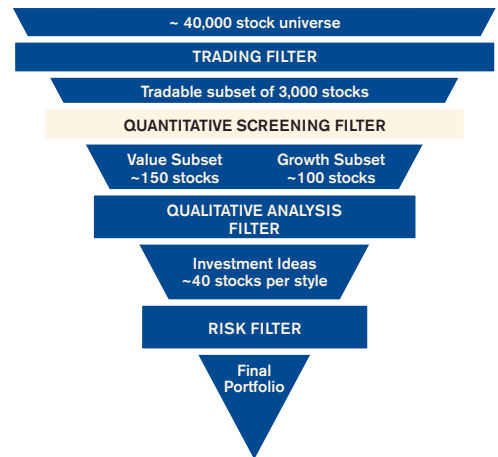 ~ 40,000 stock universe
TRADING FILTER
Tradable subset of 3,000 stocks
QUANTITATIVE SCREENING FILTER
Value Subset
~150 stocks
Growth Subset
~100 stocks
QUALITATIVE ANALYSIS
FILTER
Investment Ideas
~40 stocks per style
RISK FILTER
Final
Portfolio